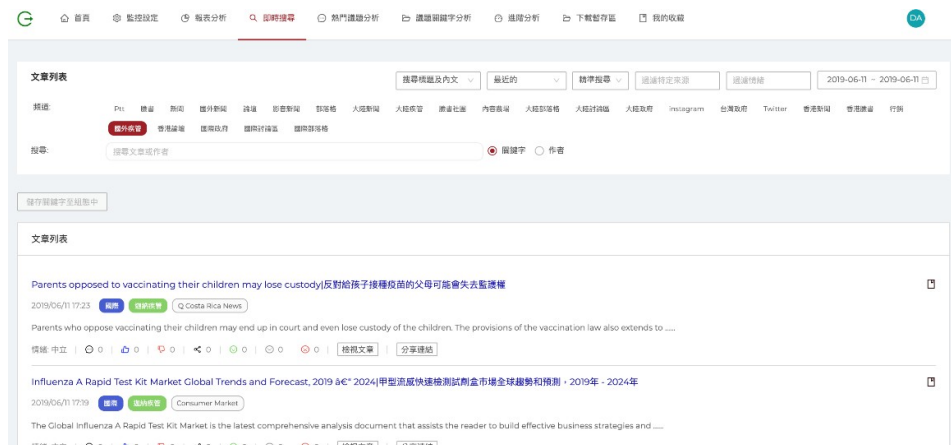 首頁 監控設定 報表分析 即時搜尋 熱門議題分析 議題關鍵字分析 進階分析 下載暫存區 我的收藏 DA
文章列表 搜尋標題及內文 最近的 精準搜尋 過濾特定來源 過濾情緒 2019-06-11 ~ 2019-06-11
頻道: Ptt 臉書 新聞 國外新聞 論壇 影音新聞 部落格 大陸新聞 大陸疾管 臉書社團 內容農場 大陸部落格 大陸討論區 大陸政府 Instagram 台灣政府 Twitter 香港新聞 香港臉書 行銷
國外疾管 香港論壇 國際政府 國際討論區 國際部落格
搜尋: 搜尋文章或作者 關鍵字 作者
儲存關鍵字至組態中
文章列表
Parents opposed to vaccinating their children may lose custody|反對給孩子接種疫苗的父母可能會失去監護權
2019/06/11 17:23 國際 Q Costa Rica News
Parents who oppose vaccinating their children may end up in court and even lose custody of the children. The provisions of the vaccination law also extends to ......
情緒: 中立 | 0 | 0 | 0 | 0 | 0 | 0 0 | 檢視文章 | 分享連結
Influenza A Rapid Test Kit Market Global Trends and Forecast, 2019 â€“ 2024|甲型流感快速檢測試劑盒市場全球趨勢和預測，2019年 - 2024年
2019/06/11 17:19 國際 Consumer Market
The Global Influenza A Rapid Test Kit Market is the latest comprehensive analysis document that assists the reader to build effective business strategies and ......